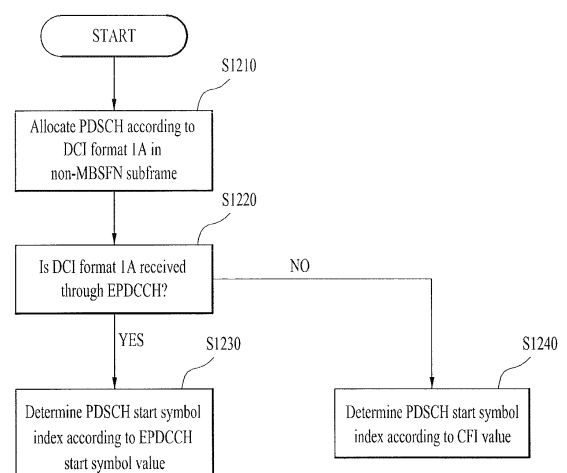 START
S1210
Allocate PDSCH according to
DCI format 1A in
non-MBSFN subframe
S1220
Is DCI format 1A received
through EPDCCH?
NO
YES
S1230
S1240
Determine PDSCH start symbol
index according to EPDCCH
start symbol value
Determine PDSCH start symbol
index according to CFI value